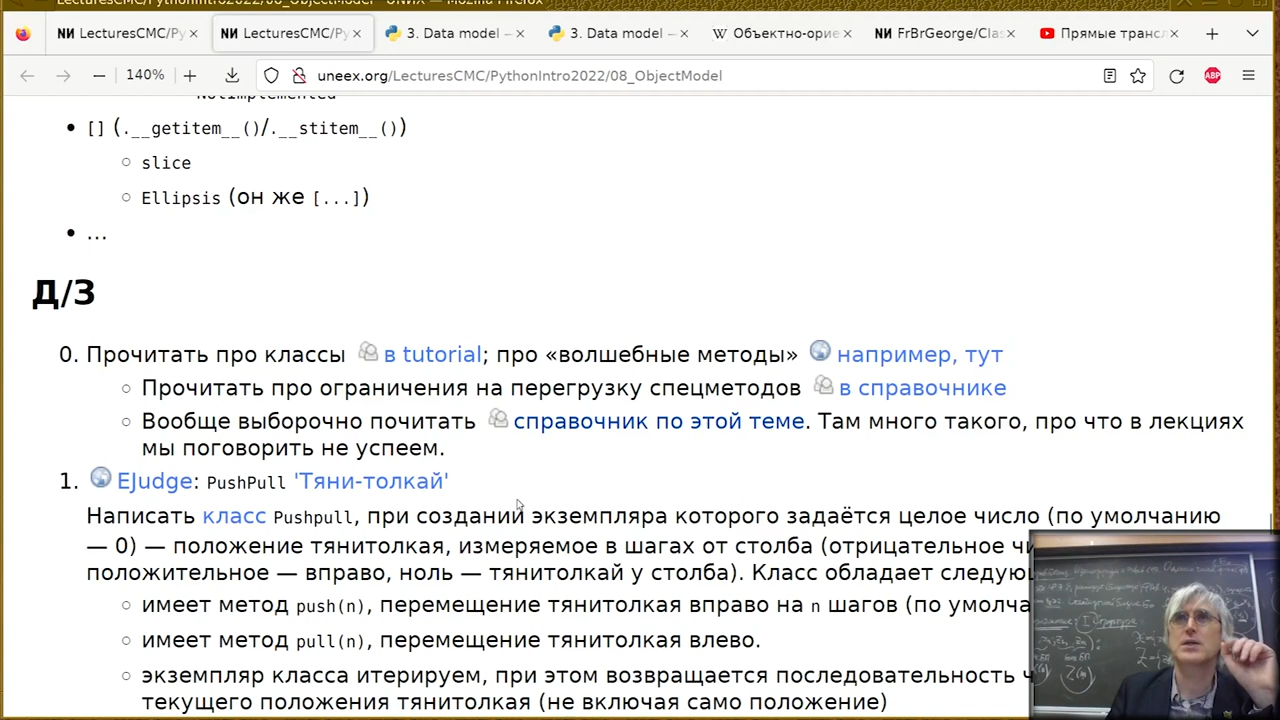 LecturesCMC/Py
LecturesCMC/Py
3. Data model —
3. Data model —
Объектно-орие
FrBrGeorge/Clas
Прямые трансл
140%
uneex.org/LecturesCMC/PythonIntro2022/08_ObjectModel
ABP
NotImplemented
[] (.__getitem__()/.__stitem__())
slice
Ellipsis (он же [...])
...
Д/З
0. Прочитать про классы в tutorial; про «волшебные методы» например, тут
Прочитать про ограничения на перегрузку спецметодов в справочнике
Вообще выборочно почитать справочник по этой теме. Там много такого, про что в лекциях
мы поговорить не успеем.
1. EJudge: PushPull 'Тяни-толкай'
Написать класс Pushpull, при создании экземпляра которого задаётся целое число (по умолчанию
— 0) — положение тянитолкая, измеряемое в шагах от столба (отрицательное
положительное — вправо, ноль — тянитолкай у столба). Класс обладает
имеет метод push(n), перемещение тянитолкая вправо на n шагов (по
имеет метод pull(n), перемещение тянитолкая влево.
экземпляр класса итерируем, при этом возвращается последовательность
текущего положения тянитолкая (не включая само положение)